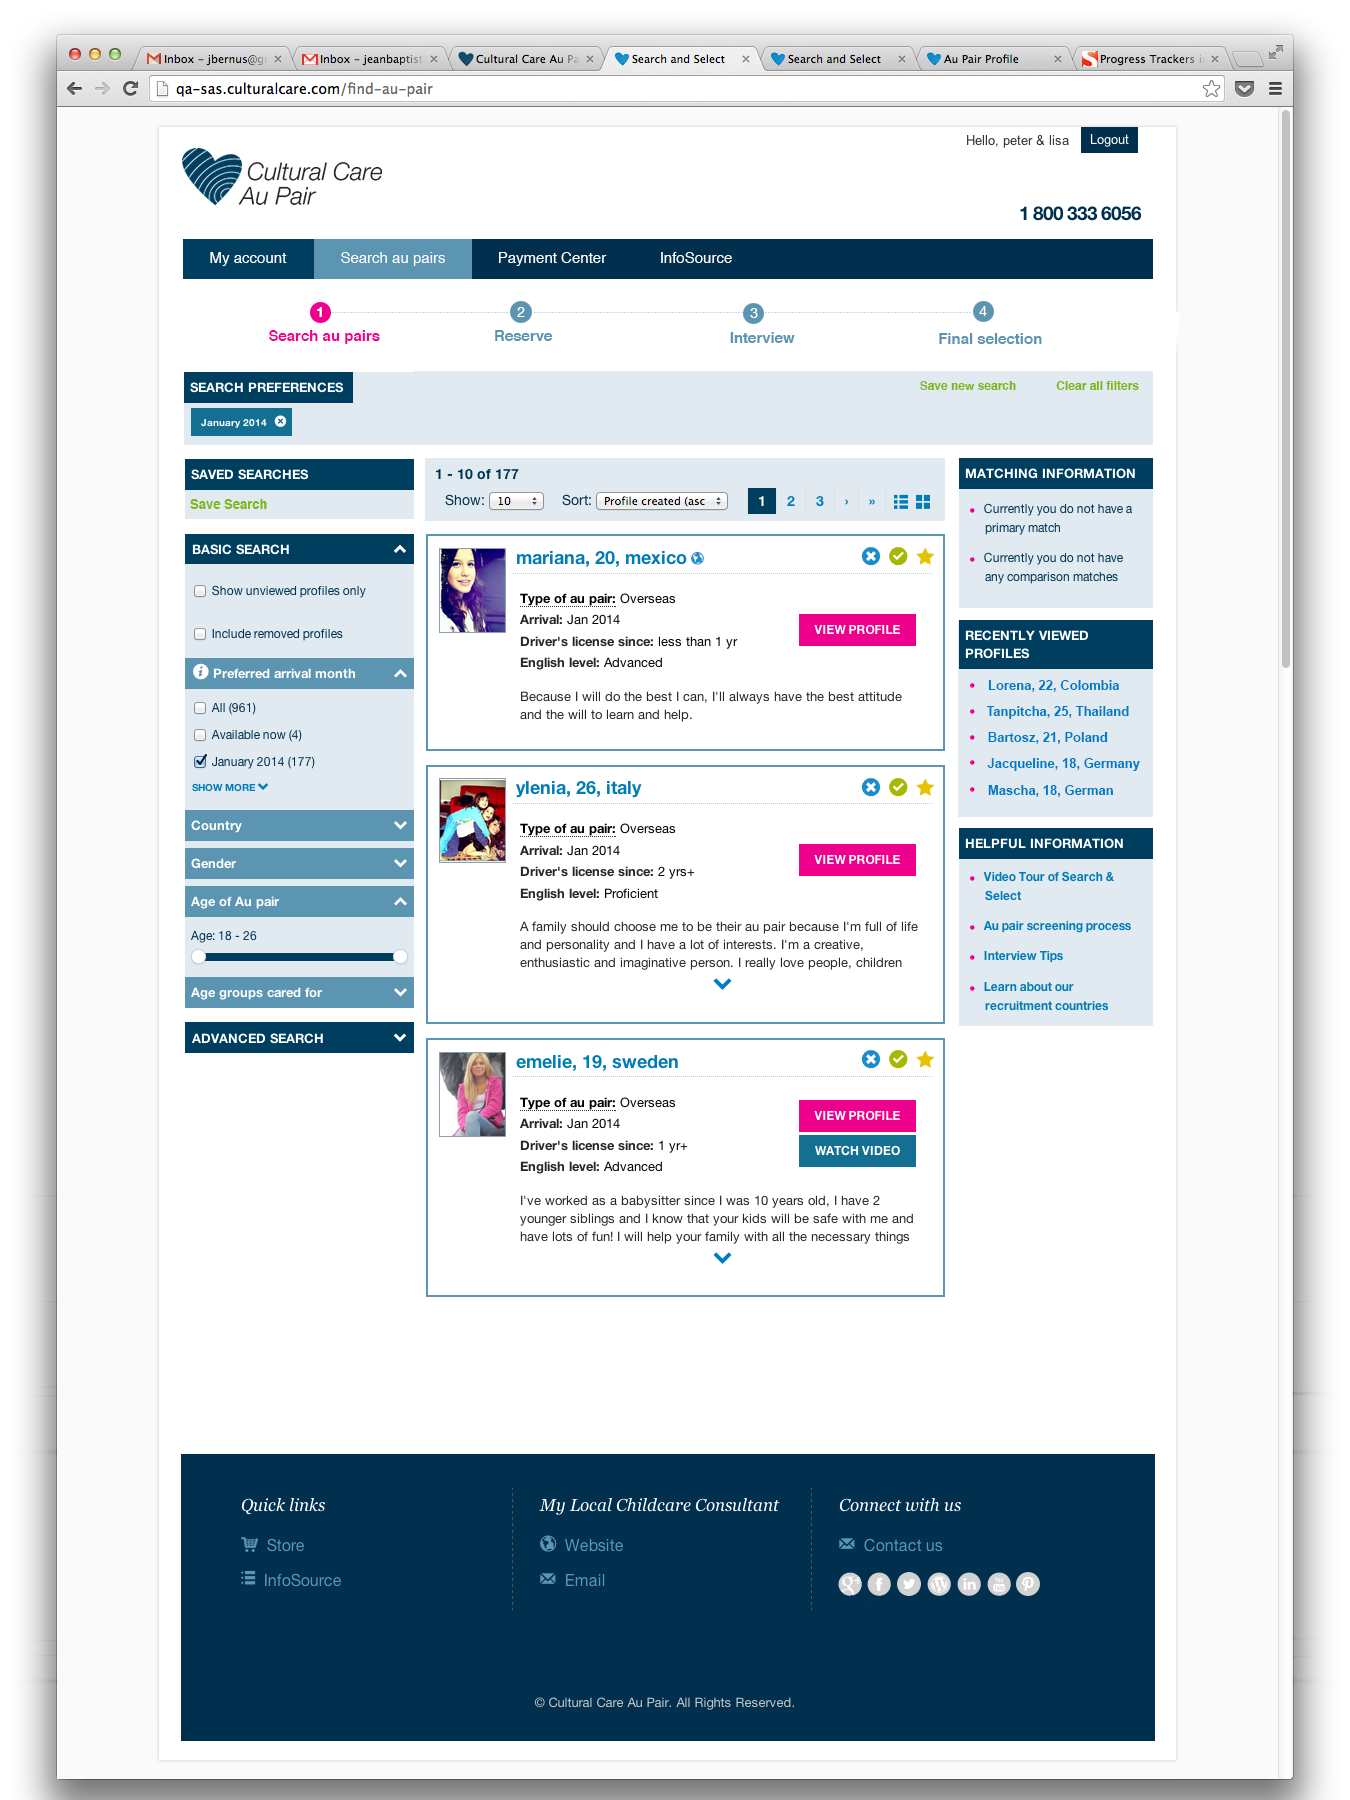 Inbox – jbernus@g
Inbox – jeanbaptist
Cultural Care Au Pa
Search and Select
Search and Select
Au Pair Profile
Progress Trackers i
qa-sas.culturalcare.com/find-au-pair
Hello, peter & lisa
Logout
Cultural Care
Au Pair
1 800 333 6056
My account
Search au pairs
Payment Center
InfoSource
1
2
3
4
Search au pairs
Reserve
Interview
Final selection
SEARCH PREFERENCES
Save new search
Clear all filters
January 2014
SAVED SEARCHES
Save Search
BASIC SEARCH
Show unviewed profiles only
Include removed profiles
Preferred arrival month
All (961)
Available now (4)
January 2014 (177)
SHOW MORE
Country
Gender
Age of Au pair
Age: 18 - 26
Age groups cared for
ADVANCED SEARCH
1 - 10 of 177
Show: 10 Sort: Profile created (asc 1 2 3 › »
mariana, 20, mexico
Type of au pair: Overseas
Arrival: Jan 2014
Driver's license since: less than 1 yr
English level: Advanced
VIEW PROFILE
Because I will do the best I can, I'll always have the best attitude
and the will to learn and help.
ylenia, 26, italy
Type of au pair: Overseas
Arrival: Jan 2014
Driver's license since: 2 yrs+
English level: Proficient
VIEW PROFILE
A family should choose me to be their au pair because I'm full of life
and personality and I have a lot of interests. I'm a creative,
enthusiastic and imaginative person. I really love people, children
emelie, 19, sweden
Type of au pair: Overseas
Arrival: Jan 2014
Driver's license since: 1 yr+
English level: Advanced
VIEW PROFILE
WATCH VIDEO
I've worked as a babysitter since I was 10 years old, I have 2
younger siblings and I know that your kids will be safe with me and
have lots of fun! I will help your family with all the necessary things
MATCHING INFORMATION
Currently you do not have a
primary match
Currently you do not have
any comparison matches
RECENTLY VIEWED
PROFILES
Lorena, 22, Colombia
Tanpitcha, 25, Thailand
Bartosz, 21, Poland
Jacqueline, 18, Germany
Mascha, 18, German
HELPFUL INFORMATION
Video Tour of Search &
Select
Au pair screening process
Interview Tips
Learn about our
recruitment countries
Quick links
Store
InfoSource
My Local Childcare Consultant
Website
Email
Connect with us
Contact us
© Cultural Care Au Pair. All Rights Reserved.